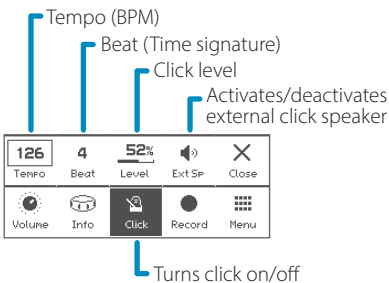 Tempo (BPM)
Beat (Time signature)
Click level
Activates/deactivates
external click speaker
126 4 52% 
Tempo Beat Level Ext Sp Close
Volume Info Click Record Menu
Turns click on/off